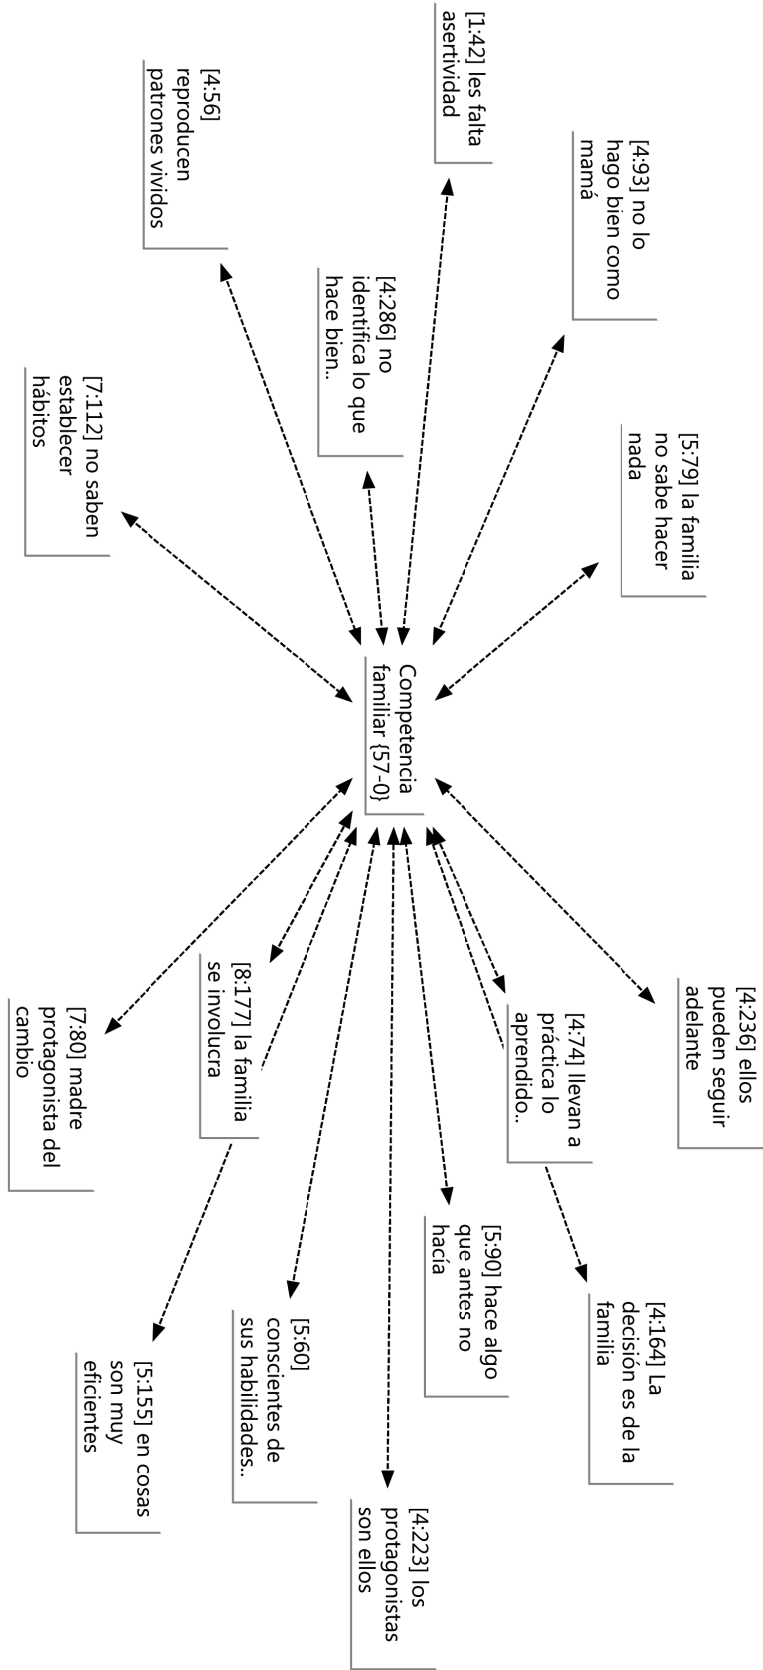 [1:42] les falta
asertividad
[4:93] no lo
hago bien como
mamá
[4:56]
reproducen
patrones vividos
[4:286] no
identifica lo que
hace bien..
[5:79] la familia
no sabe hacer
nada
[7:112] no saben
establecer
hábitos
Competencia
familiar {57-0}
[4:236] ellos
pueden seguir
adelante
[4:74] llevan a
práctica lo
aprendido..
[8:177] la familia
se involucra
[7:80] madre
protagonista del
cambio
[5:90] hace algo
que antes no
hacía
[4:164] La
decisión es de la
familia
[5:60]
conscientes de
sus habilidades..
[5:155] en cosas
son muy
eficientes
[4:223] los
protagonistas
son ellos